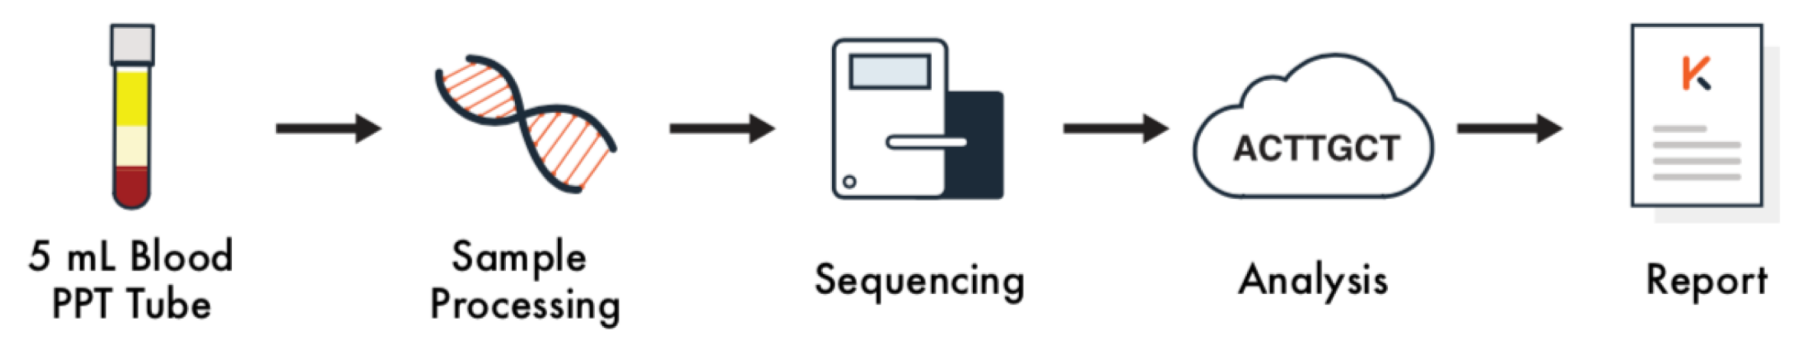 ACTTGCT
K
5 mL Blood
PPT Tube
Sample
Processing
Sequencing
Analysis
Report